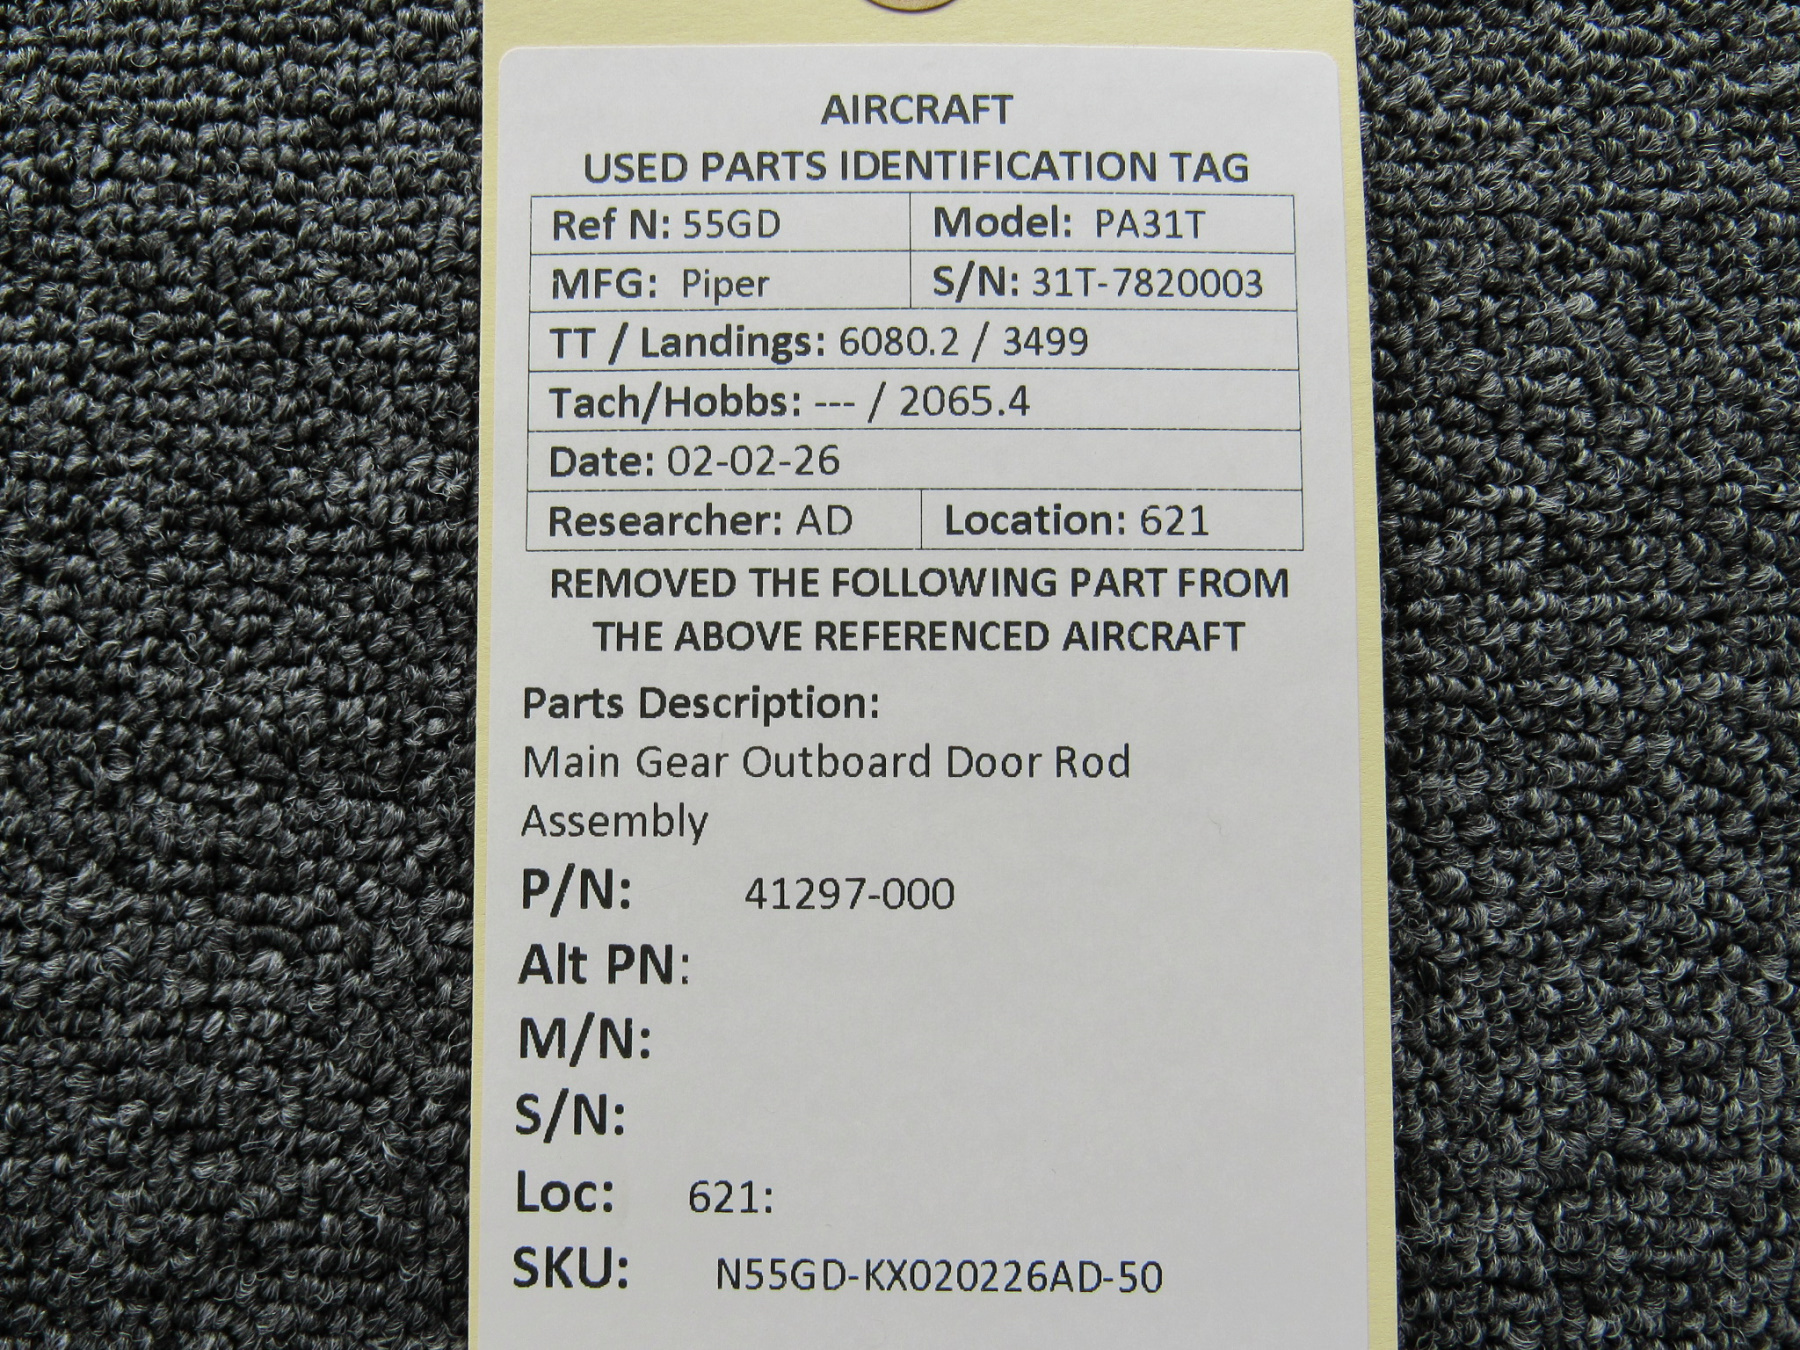 AIRCRAFT
USED PARTS IDENTIFICATION TAG
Ref N: 55GD Model: PA31T
MFG: Piper S/N: 31T-7820003
TT / Landings: 6080.2 / 3499
Tach/Hobbs: --- / 2065.4
Date: 02-02-26
Researcher: AD Location: 621
REMOVED THE FOLLOWING PART FROM
THE ABOVE REFERENCED AIRCRAFT
Parts Description:
Main Gear Outboard Door Rod
Assembly
P/N: 41297-000
Alt PN:
M/N:
S/N:
Loc: 621:
SKU: N55GD-KX020226AD-50